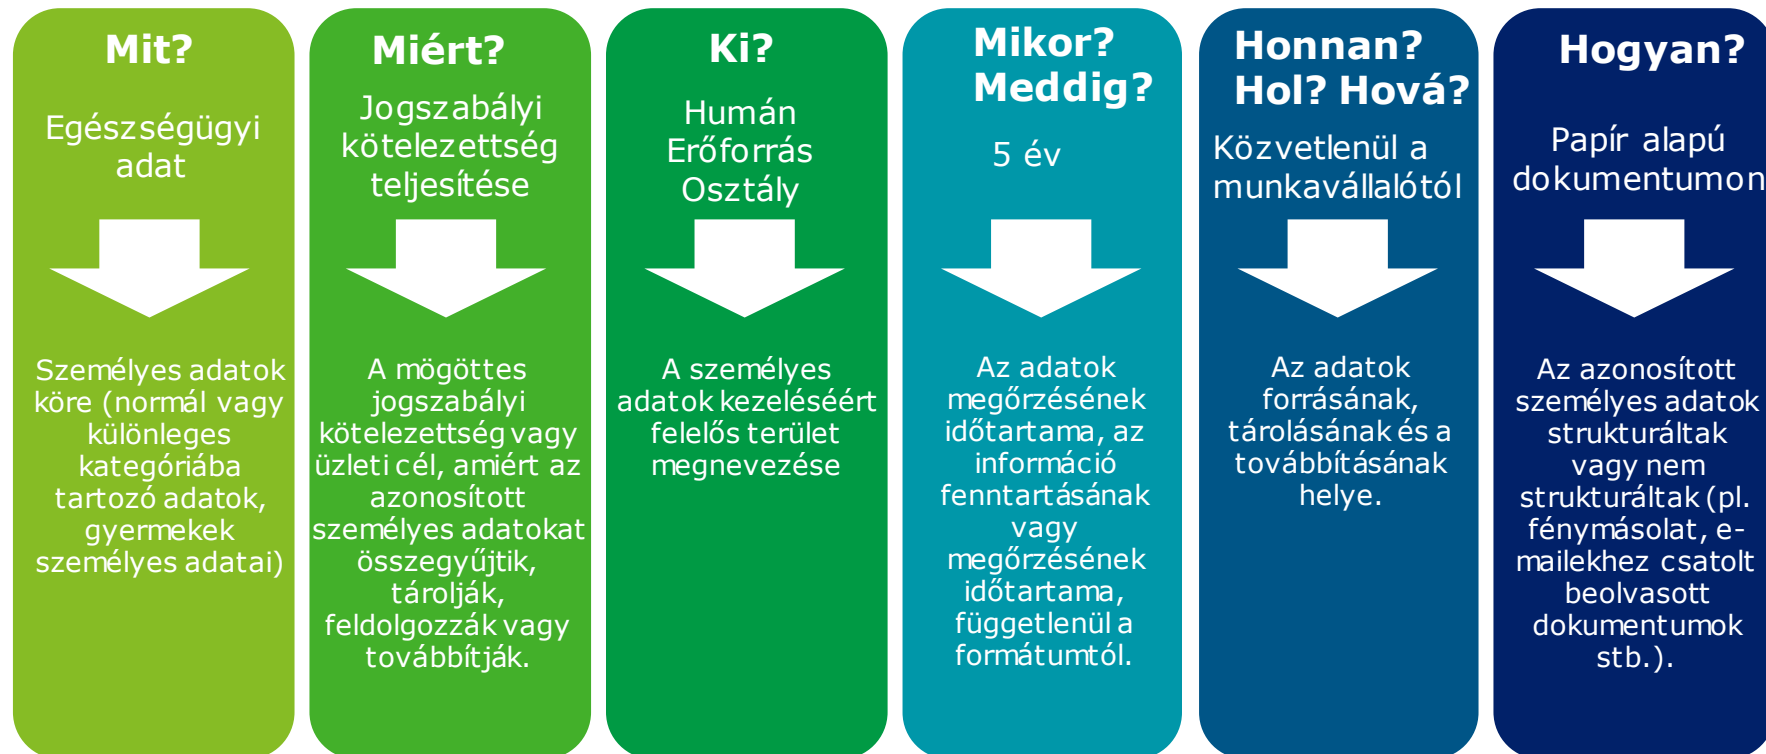 Mit?
Egészségügyi
adat
Személyes adatok
köre (normál vagy
különleges
kategóriába
tartozó adatok,
gyermekek
személyes adatai)
Miért?
Jogszabályi
kötelezettség
teljesítése
A mögöttes
jogszabályi
kötelezettség vagy
üzleti cél, amiért az
azonosított
személyes adatokat
összegyűjtik,
tárolják,
feldolgozzák vagy
továbbítják.
Ki?
Humán
Erőforrás
Osztály
A személyes
adatok kezeléséért
felelős terület
megnevezése
Mikor?
Meddig?
5 év
Az adatok
megőrzésének
időtartama, az
információ
fenntartásának
vagy
megőrzésének
időtartama,
függetlenül a
formátumtól.
Honnan?
Hol? Hová?
Közvetlenül a
munkavállalótól
Az adatok
forrásának,
tárolásának és a
továbbításának
helye.
Hogyan?
Papír alapú
dokumentumon
Az azonosított
személyes adatok
strukturáltak
vagy nem
strukturáltak (pl.
fénymásolat, e-
mailekhez csatolt
beolvasott
dokumentumok
stb.).